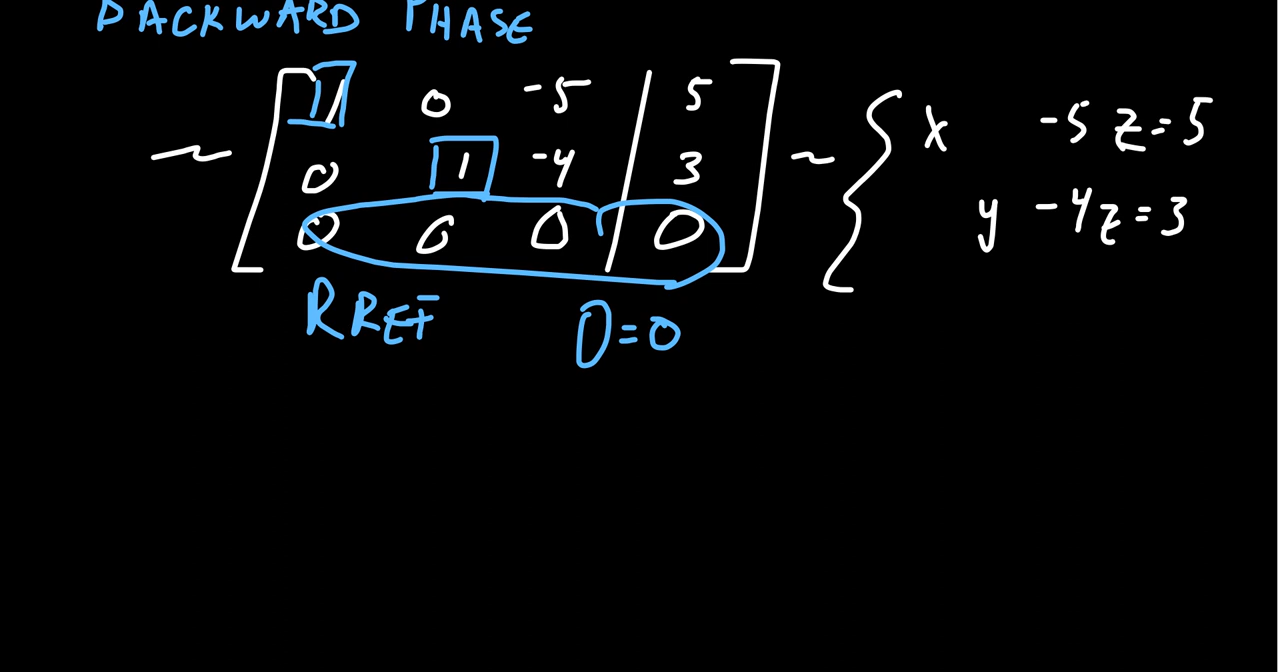 BACKWARD PHASE
~ [ 1 0 -5 | 5 ] ~ { x -5z=5
0 1 -4 | 3 y -4z=3
0 0 0 | 0
RREF 0=0